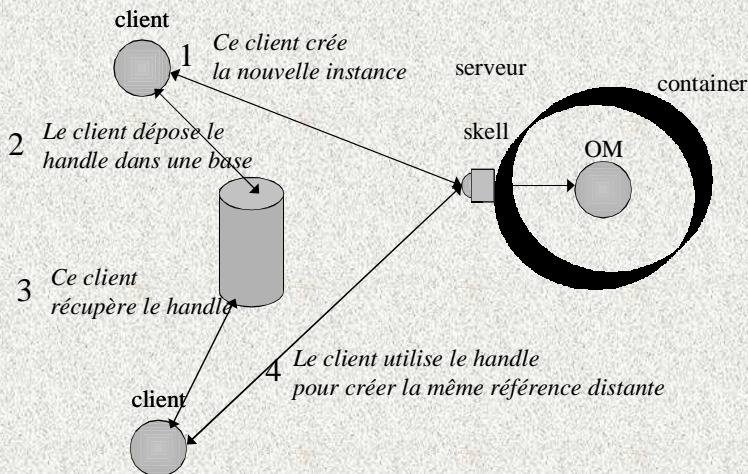 client
1
Ce client crée
la nouvelle instance
serveur
container
skell
OM
2
Le client dépose le
handle dans une base
3
Ce client
récupère le handle
4
Le client utilise le handle
pour créer la même référence distante
client